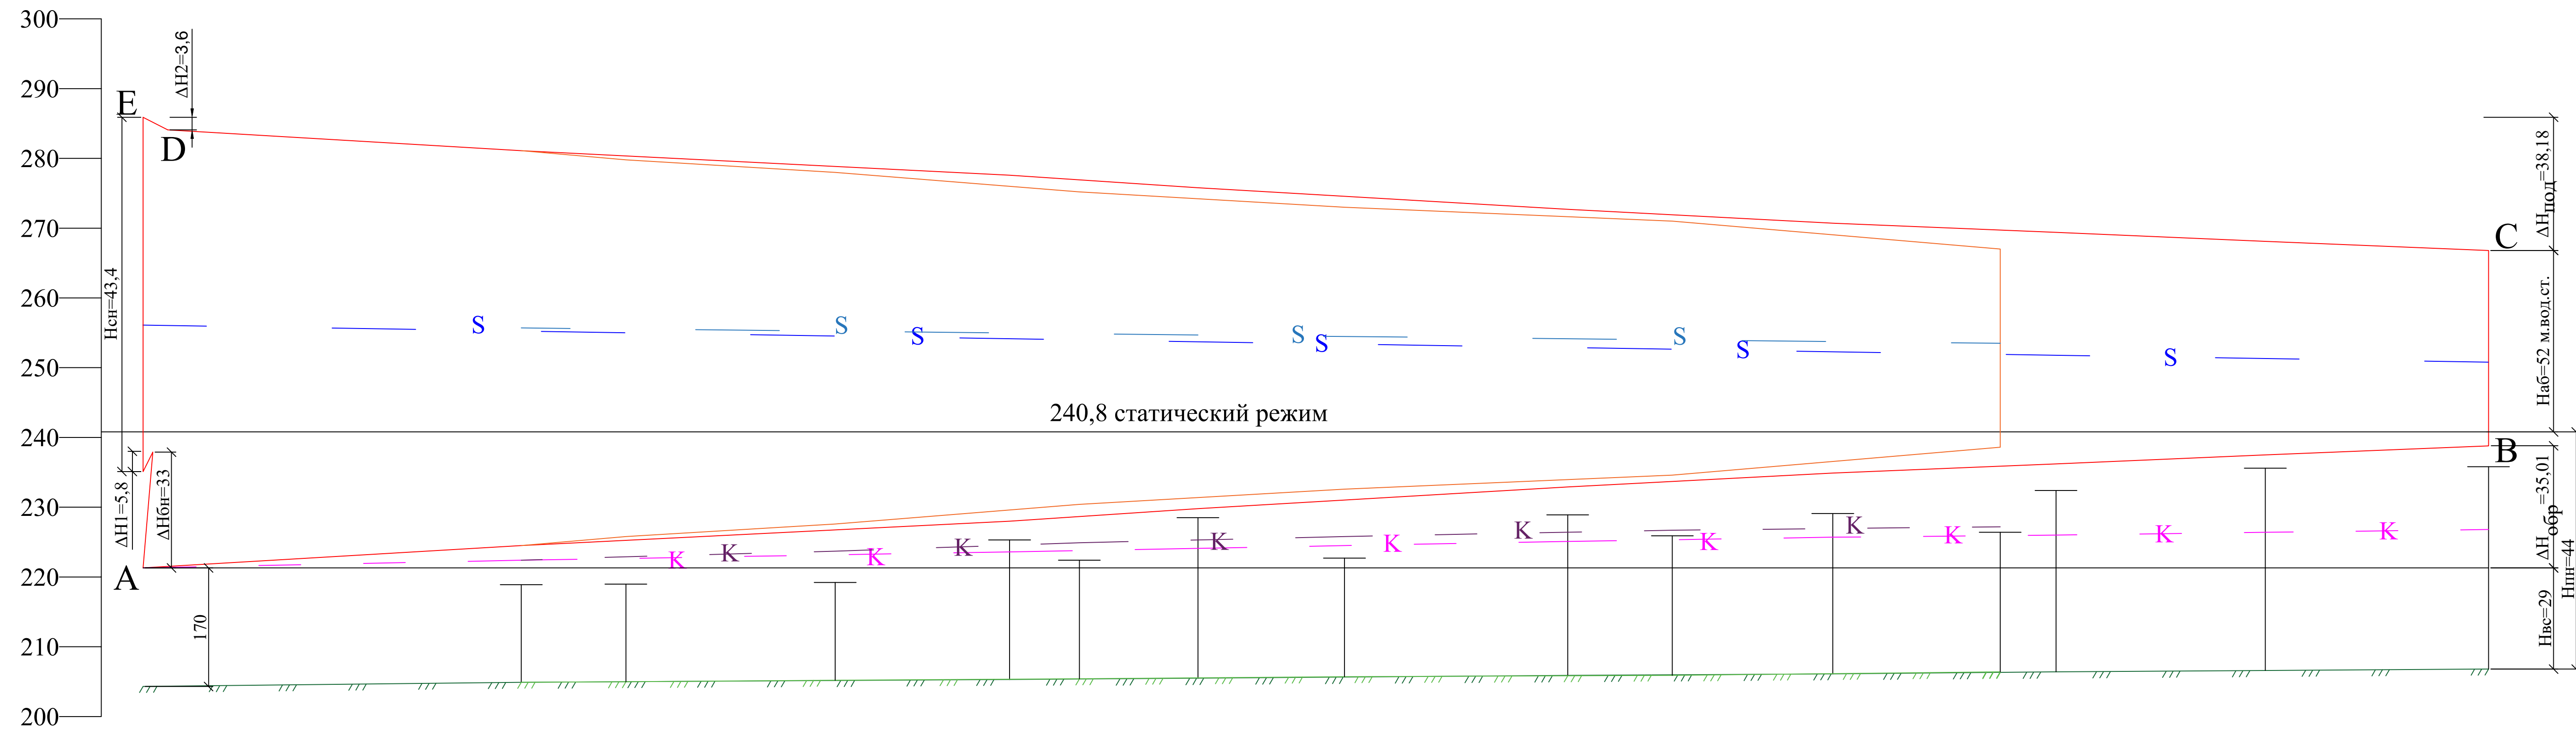 300
290
280
270
260
250
240
230
220
210
200
E
D
ΔH2=3,6
Hсн=43,4
ΔH1=5,8
ΔHбн=33
A
170
S
S
S
S
S
S
S
S
240,8 статический режим
K
K
K
K
K
K
K
K
K
K
K
K
ΔHпод=38,18
C
Hаб=52 м.вод.ст.
B
ΔHобр=35,01
Hпн=44
Hвс=29